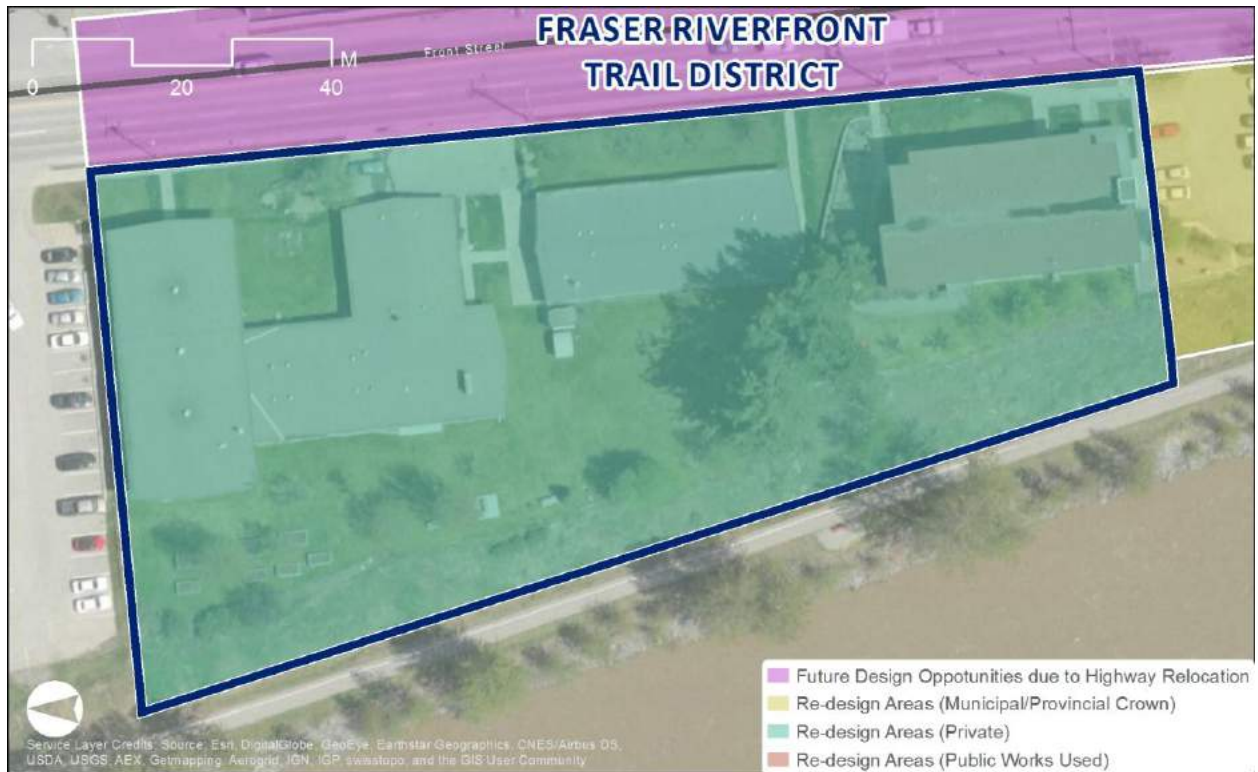 FRASER RIVERFRONT
TRAIL DISTRICT
Front Street
M
0 20 40
Future Design Oppotunities due to Highway Relocation
Re-design Areas (Municipal/Provincial Crown)
Re-design Areas (Private)
Re-design Areas (Public Works Used)
Service Layer Credits: Source: Esri, DigitalGlobe, GeoEye, Earthstar Geographics, CNES/Airbus DS,
USDA, USGS, AEX, Getmapping, Aerogrid, IGN, IGP, swisstopo, and the GIS User Community